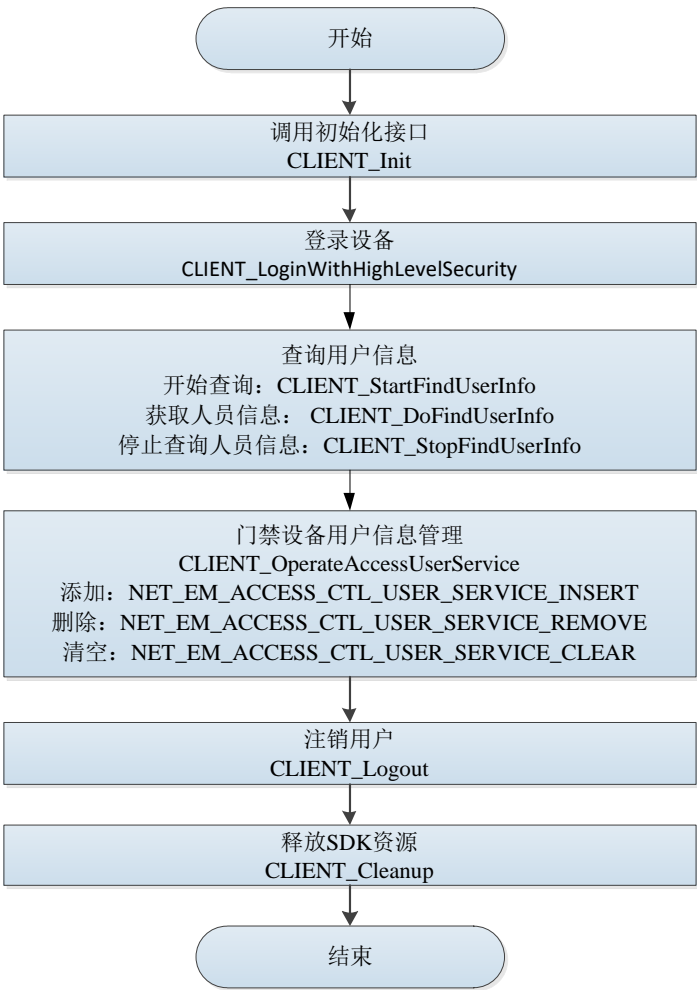 开始
调用初始化接口
CLIENT_Init
登录设备
CLIENT_LoginWithHighLevelSecurity
查询用户信息
开始查询：CLIENT_StartFindUserInfo
获取人员信息： CLIENT_DoFindUserInfo
停止查询人员信息：CLIENT_StopFindUserInfo
门禁设备用户信息管理
CLIENT_OperateAccessUserService
添加：NET_EM_ACCESS_CTL_USER_SERVICE_INSERT
删除：NET_EM_ACCESS_CTL_USER_SERVICE_REMOVE
清空：NET_EM_ACCESS_CTL_USER_SERVICE_CLEAR
注销用户
CLIENT_Logout
释放SDK资源
CLIENT_Cleanup
结束